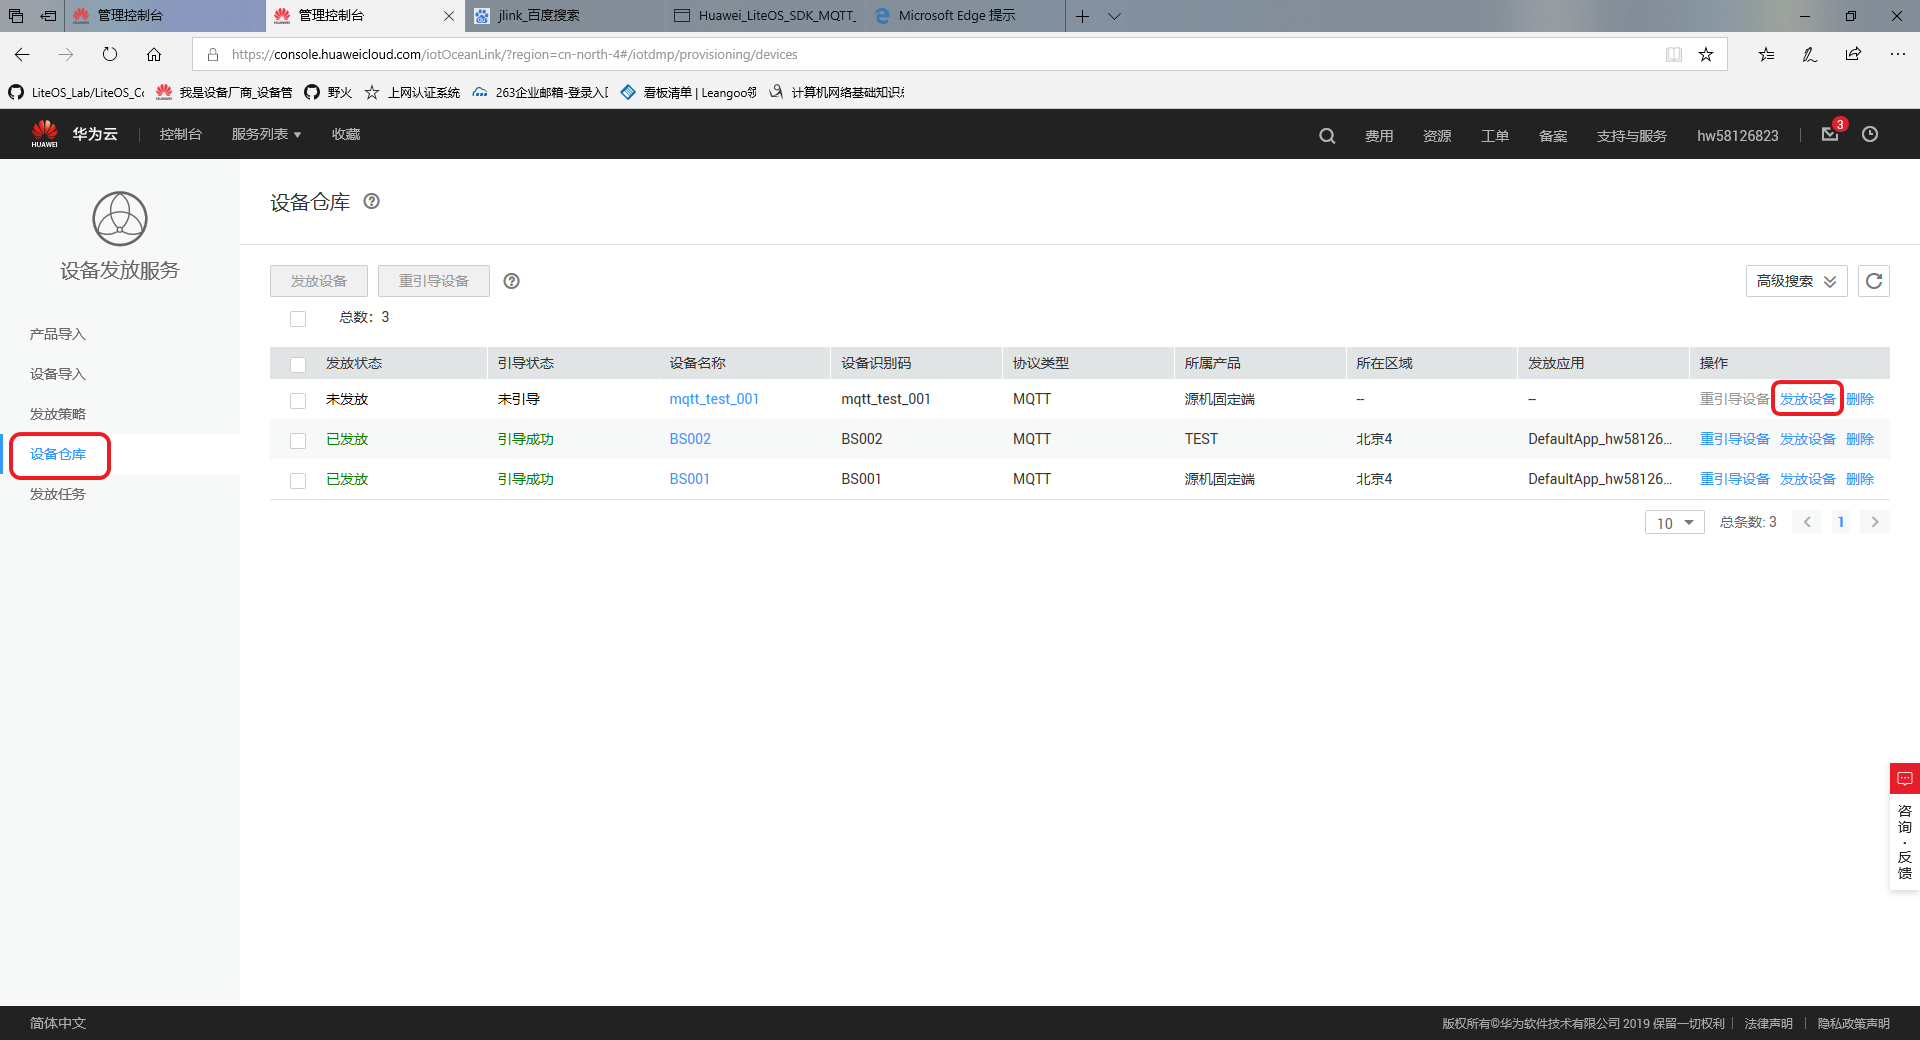 管理控制台
管理控制台
jlink_百度搜索
Huawei_LiteOS_SDK_MQTT_
Microsoft Edge 提示
https://console.huaweicloud.com/iotOceanLink/?region=cn-north-4#/iotdmp/provisioning/devices
LiteOS_Lab/LiteOS_Cc
我是设备厂商_设备管
野火
上网认证系统
263企业邮箱-登录入
看板清单 | Leangoo领
计算机网络基础知识总
HUAWEI
华为云
控制台
服务列表
收藏
费用
资源
工单
备案
支持与服务
hw58126823
3
设备发放服务
产品导入
设备导入
发放策略
设备仓库
发放任务
设备仓库
发放设备
重引导设备
高级搜索
总数：3
发放状态 引导状态 设备名称 设备识别码 协议类型 所属产品 所在区域 发放应用 操作
未发放 未引导 mqtt_test_001 mqtt_test_001 MQTT 源机固定端 -- -- 重引导设备 发放设备 删除
已发放 引导成功 BS002 BS002 MQTT TEST 北京4 DefaultApp_hw58126... 重引导设备 发放设备 删除
已发放 引导成功 BS001 BS001 MQTT 源机固定端 北京4 DefaultApp_hw58126... 重引导设备 发放设备 删除
10
总条数: 3
1
咨询·反馈
简体中文
版权所有©华为软件技术有限公司 2019 保留一切权利
法律声明
隐私政策声明